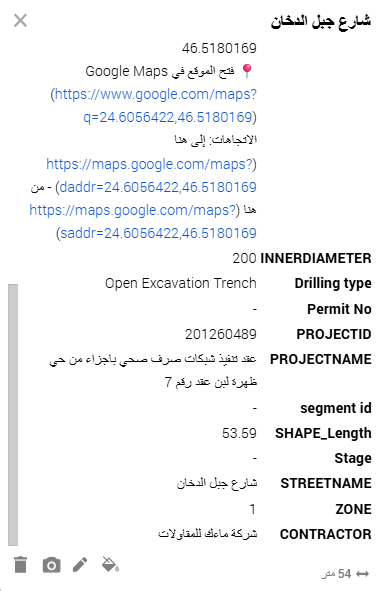 شارع جبل الدخان
46.5180169
📍 فتح الموقع في Google Maps
(https://www.google.com/maps?
q=24.6056422,46.5180169)
الاتجاهات: إلى هنا
(https://maps.google.com/maps?
daddr=24.6056422,46.5180169) - من
هنا (https://maps.google.com/maps?
saddr=24.6056422,46.5180169)
INNERDIAMETER 200
Drilling type Open Excavation Trench
Permit No -
PROJECTID 201260489
PROJECTNAME عقد تنفيذ شبكات صرف صحي باجزاء من حي
ظهرة لبن عقد رقم 7
segment id -
SHAPE_Length 53.59
Stage -
STREETNAME شارع جبل الدخان
ZONE 1
CONTRACTOR شركة ماءك للمقاولات
54 متر